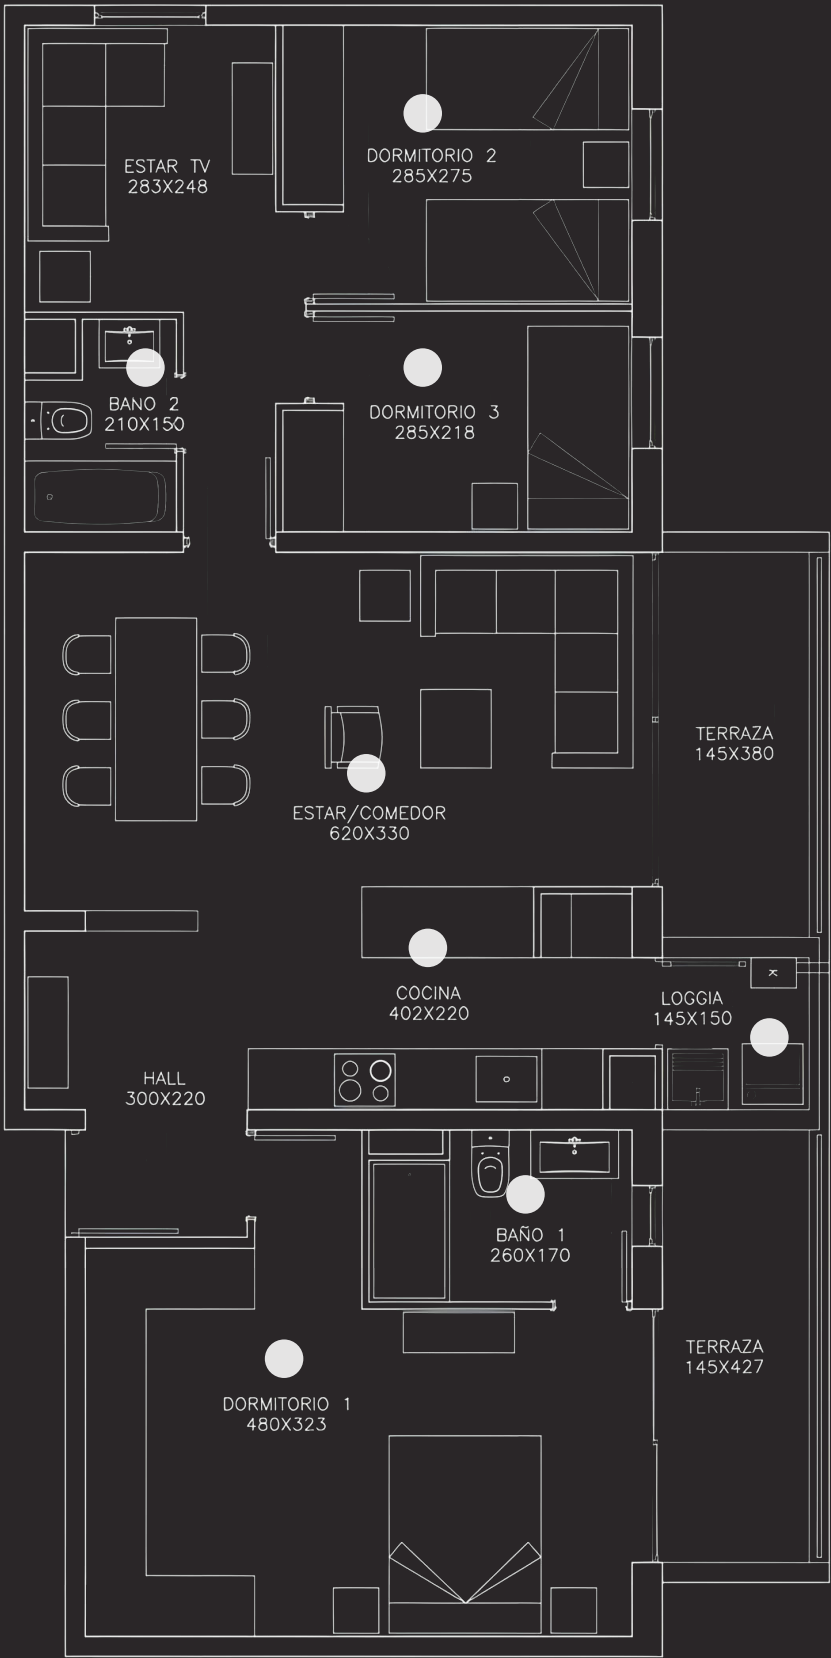 ESTAR TV
283X248
DORMITORIO 2
285X275
BANO 2
210X150
DORMITORIO 3
285X218
TERRAZA
145X380
ESTAR/COMEDOR
620X330
COCINA
402X220
K
LOGGIA
145X150
HALL
300X220
BAÑO 1
260X170
TERRAZA
145X427
DORMITORIO 1
480X323